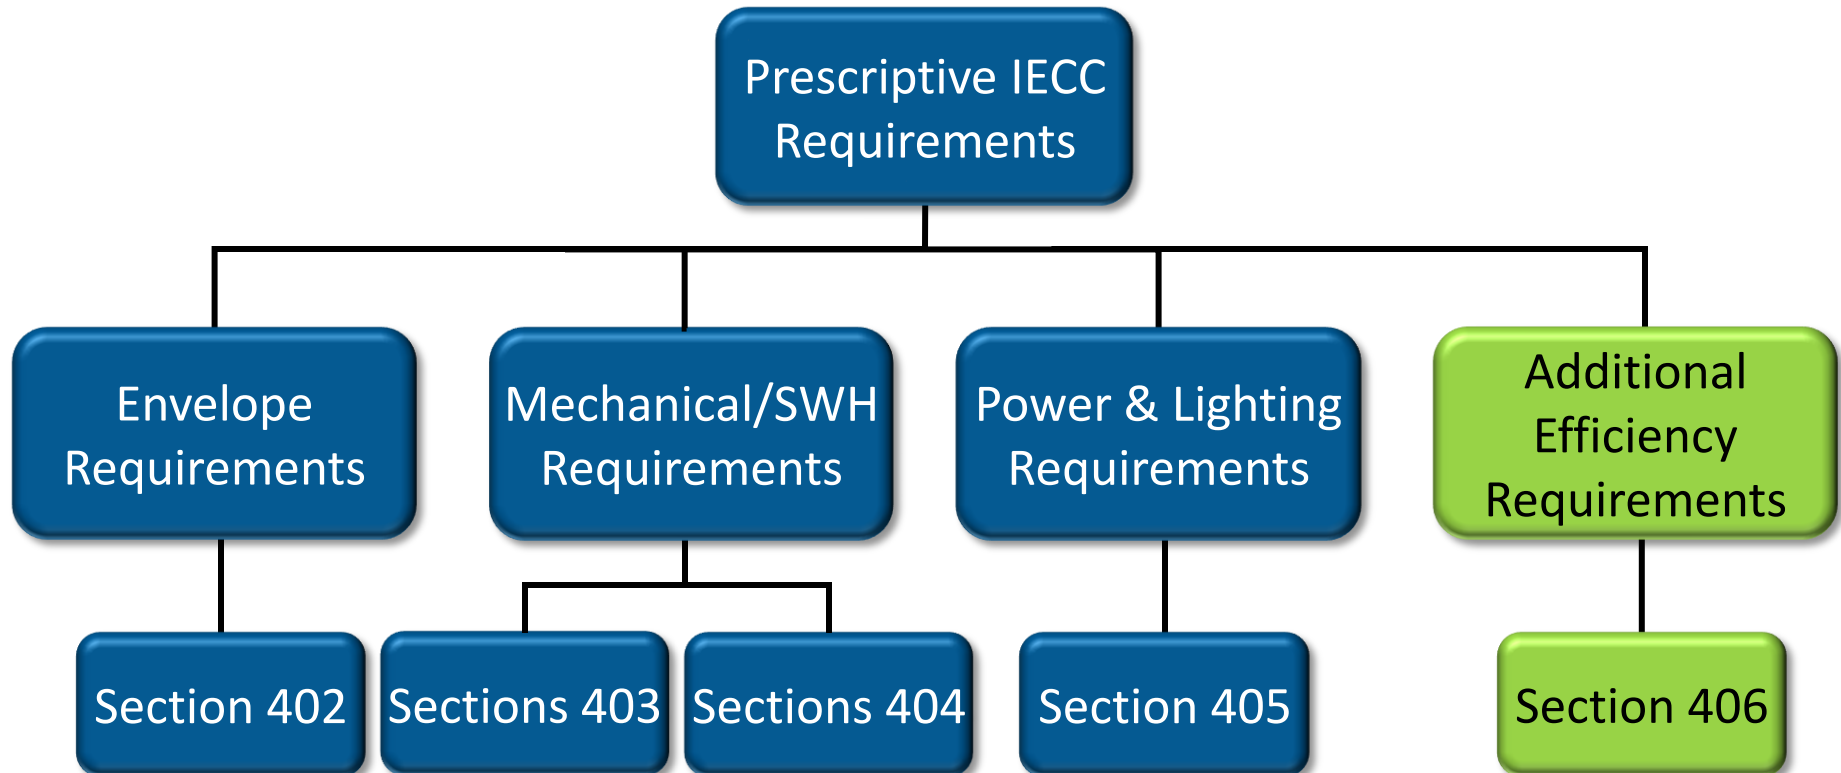 Prescriptive IECC
Requirements
Envelope
Requirements
Mechanical/SWH
Requirements
Power & Lighting
Requirements
Additional
Efficiency
Requirements
Section 402
Sections 403
Sections 404
Section 405
Section 406